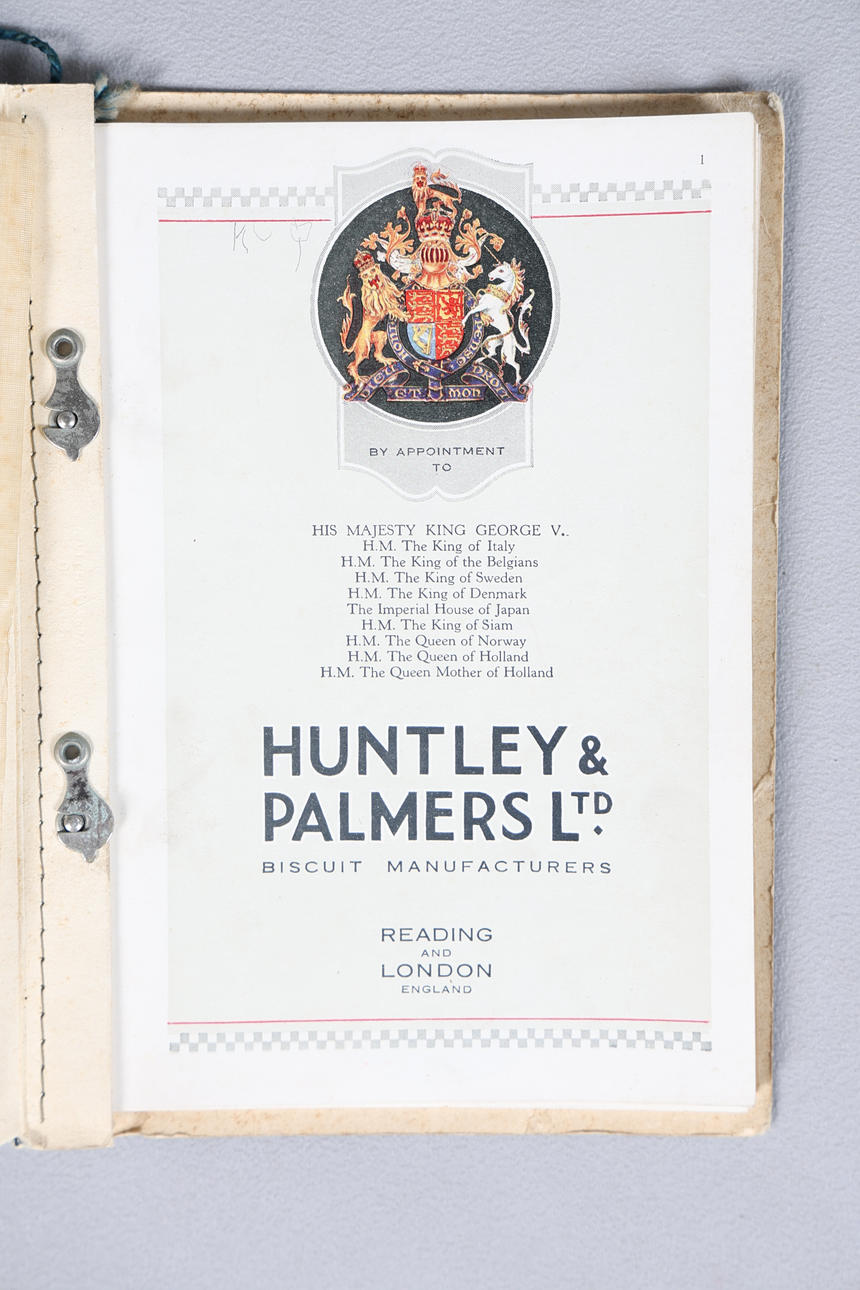 1
HONI SOIT
DIEU ET MON DROIT
BY APPOINTMENT
TO
HIS MAJESTY KING GEORGE V.
H.M. The King of Italy
H.M. The King of the Belgians
H.M. The King of Sweden
H.M. The King of Denmark
The Imperial House of Japan
H.M. The King of Siam
H.M. The Queen of Norway
H.M. The Queen of Holland
H.M. The Queen Mother of Holland
HUNTLEY &
PALMERS LTD.
BISCUIT MANUFACTURERS
READING
AND
LONDON
ENGLAND